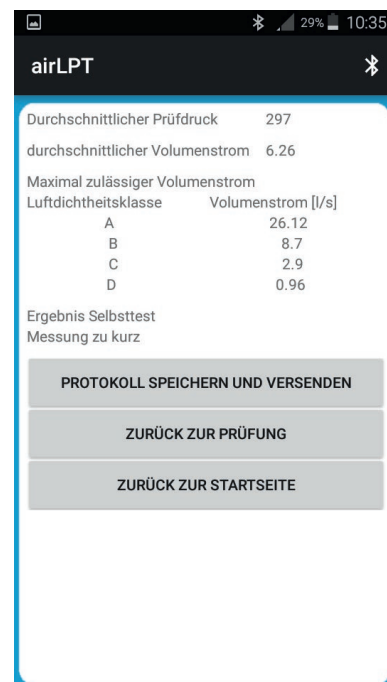 29% 10:35
airLPT
Durchschnittlicher Prüfdruck 297
durchschnittlicher Volumenstrom 6.26
Maximal zulässiger Volumenstrom
Luftdichtheitsklasse Volumenstrom [l/s]
A 26.12
B 8.7
C 2.9
D 0.96
Ergebnis Selbsttest
Messung zu kurz
PROTOKOLL SPEICHERN UND VERSENDEN
ZURÜCK ZUR PRÜFUNG
ZURÜCK ZUR STARTSEITE